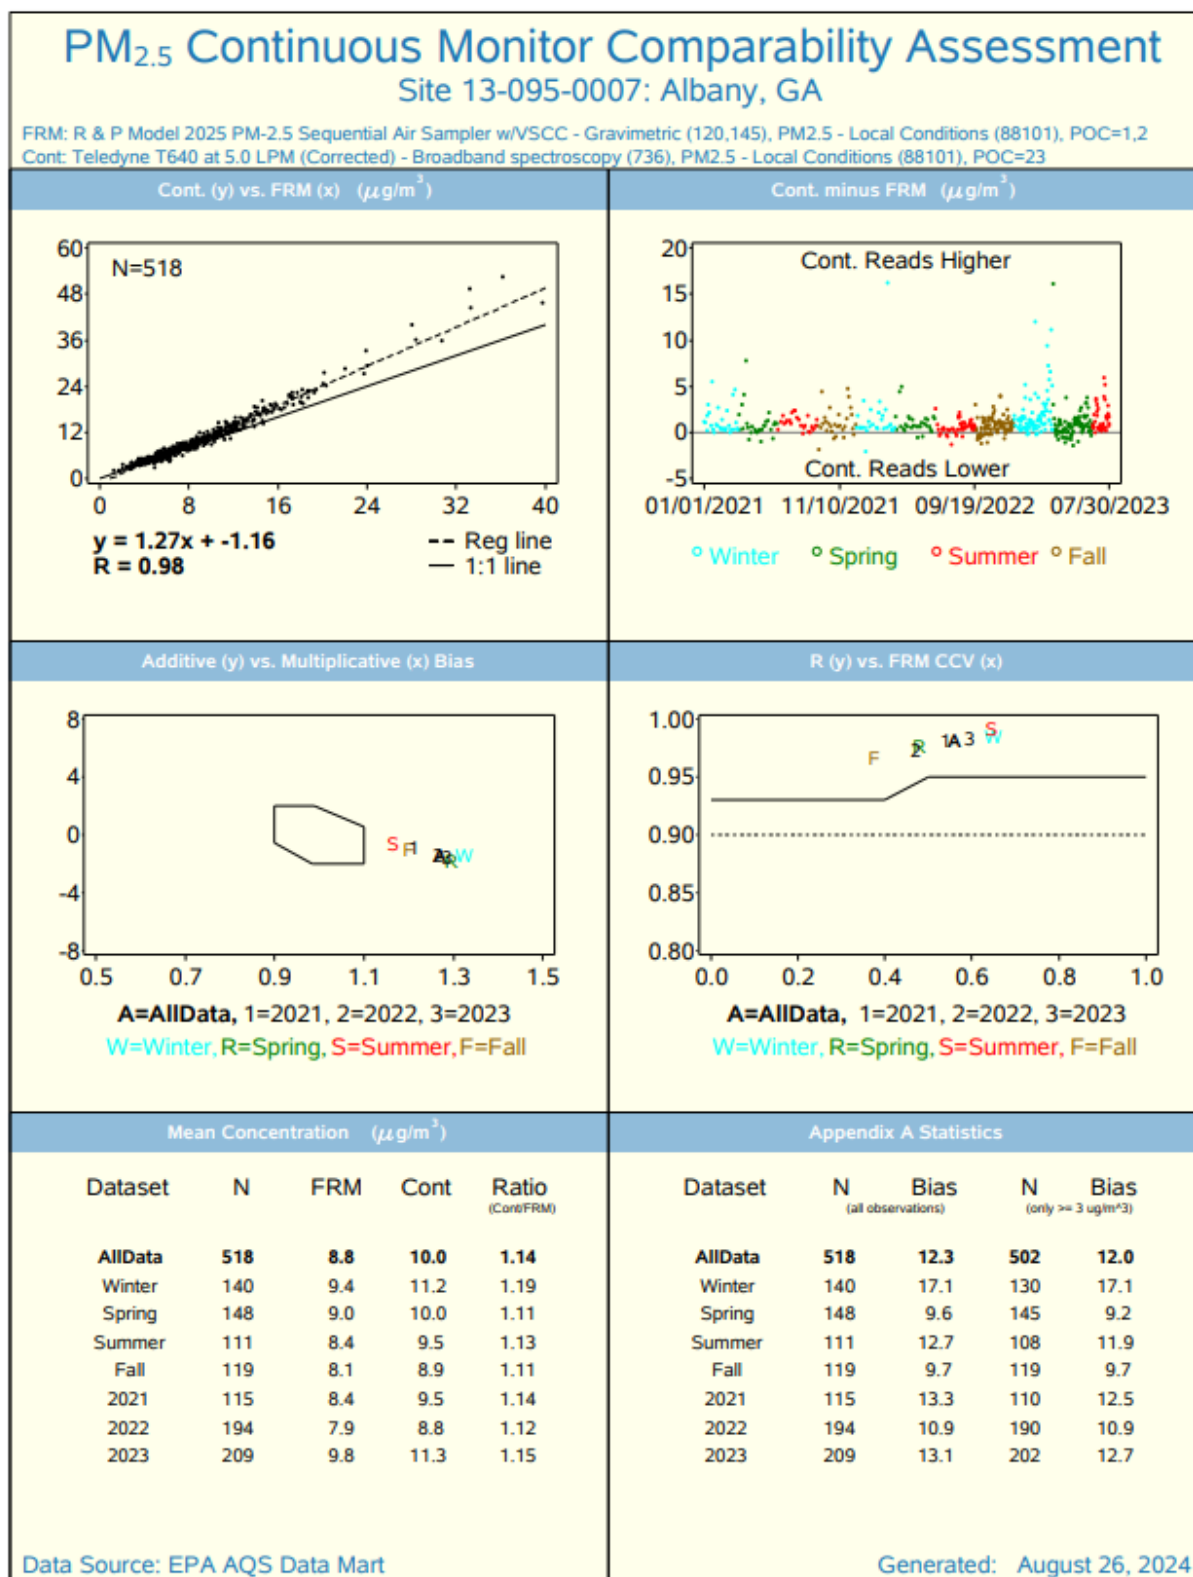 PM2.5 Continuous Monitor Comparability Assessment
Site 13-095-0007: Albany, GA
FRM: R & P Model 2025 PM-2.5 Sequential Air Sampler w/VSCC - Gravimetric (120,145), PM2.5 - Local Conditions (88101), POC=1,2
Cont: Teledyne T640 at 5.0 LPM (Corrected) - Broadband spectroscopy (736), PM2.5 - Local Conditions (88101), POC=23
Cont. (y) vs. FRM (x) (μg/m³)
60
48
36
24
12
0
N=518
0 8 16 24 32 40
y = 1.27x + -1.16
R = 0.98
-- Reg line
— 1:1 line
Cont. minus FRM (μg/m³)
20
15
10
5
0
-5
Cont. Reads Higher
Cont. Reads Lower
01/01/2021 11/10/2021 09/19/2022 07/30/2023
Winter Spring Summer Fall
Additive (y) vs. Multiplicative (x) Bias
8
4
0
-4
-8
S F 1 2 A 3 R W
0.5 0.7 0.9 1.1 1.3 1.5
A=AllData, 1=2021, 2=2022, 3=2023
W=Winter, R=Spring, S=Summer, F=Fall
R (y) vs. FRM CCV (x)
1.00
0.95
0.90
0.85
0.80
F 2 R 1 A 3 S W
0.0 0.2 0.4 0.6 0.8 1.0
A=AllData, 1=2021, 2=2022, 3=2023
W=Winter, R=Spring, S=Summer, F=Fall
Mean Concentration (μg/m³)
Dataset N FRM Cont Ratio
(Cont/FRM)
AllData 518 8.8 10.0 1.14
Winter 140 9.4 11.2 1.19
Spring 148 9.0 10.0 1.11
Summer 111 8.4 9.5 1.13
Fall 119 8.1 8.9 1.11
2021 115 8.4 9.5 1.14
2022 194 7.9 8.8 1.12
2023 209 9.8 11.3 1.15
Appendix A Statistics
Dataset N Bias N Bias
(all observations) (only >= 3 ug/m^3)
AllData 518 12.3 502 12.0
Winter 140 17.1 130 17.1
Spring 148 9.6 145 9.2
Summer 111 12.7 108 11.9
Fall 119 9.7 119 9.7
2021 115 13.3 110 12.5
2022 194 10.9 190 10.9
2023 209 13.1 202 12.7
Data Source: EPA AQS Data Mart
Generated: August 26, 2024